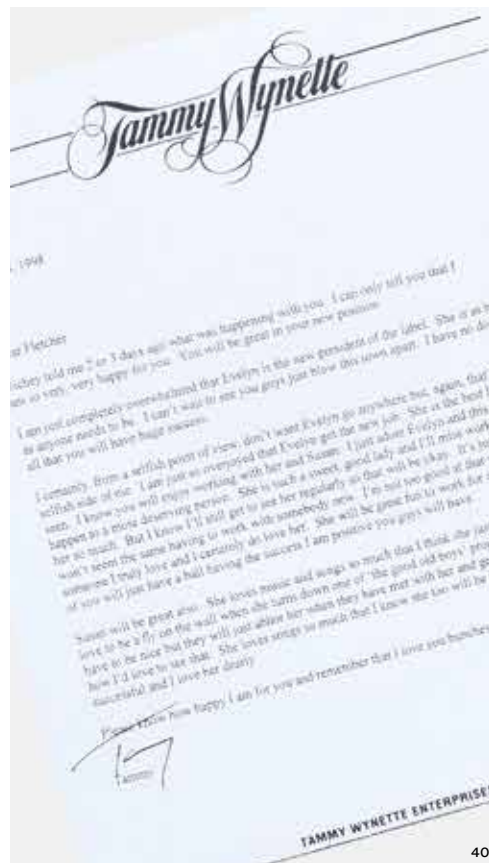 Tammy Wynette
, 1998
Fletcher
Richey told me 2 or 3 days ago what was happening with you. I can only tell you that I
so very, very happy for you. You will be great in your new position.
I am just completely overwhelmed that Evelyn is the new president of the label. She is as
as anyone needs to be. I can't wait to see you guys just blow this town apart. I have no
all that you will have huge success.
I certainly, from a selfish point of view, don't want Evelyn go anywhere but, again, that
selfish side of me. I am just so overjoyed that Evelyn got the new job. She is the best
seen. I know you will enjoy working with her and Susan. I just adore Evelyn and this
happen to a more deserving person. She is such a sweet, good lady and I'll miss work
her so much. But I know I'll still get to see her regularly so that will be okay. It's
won't seem the same having to work with somebody new. I'm not too good at that
someone I truly love and I certainly do love her. She will be great fun to work for
of you will just have a ball having the success I am positive you guys will have.
Susan will be great also. She loves music and songs so much that I think she
love to be a fly on the wall when she turns down one of 'the good old boys'
have to be nice but they will just abhor her when they have met with her and
how I'd love to see that. She loves songs so much that I know she too will be
successful and I love her dearly.
Please know how happy I am for you and remember that I love you bunches
TAMMY WYNETTE ENTERPRISE
40